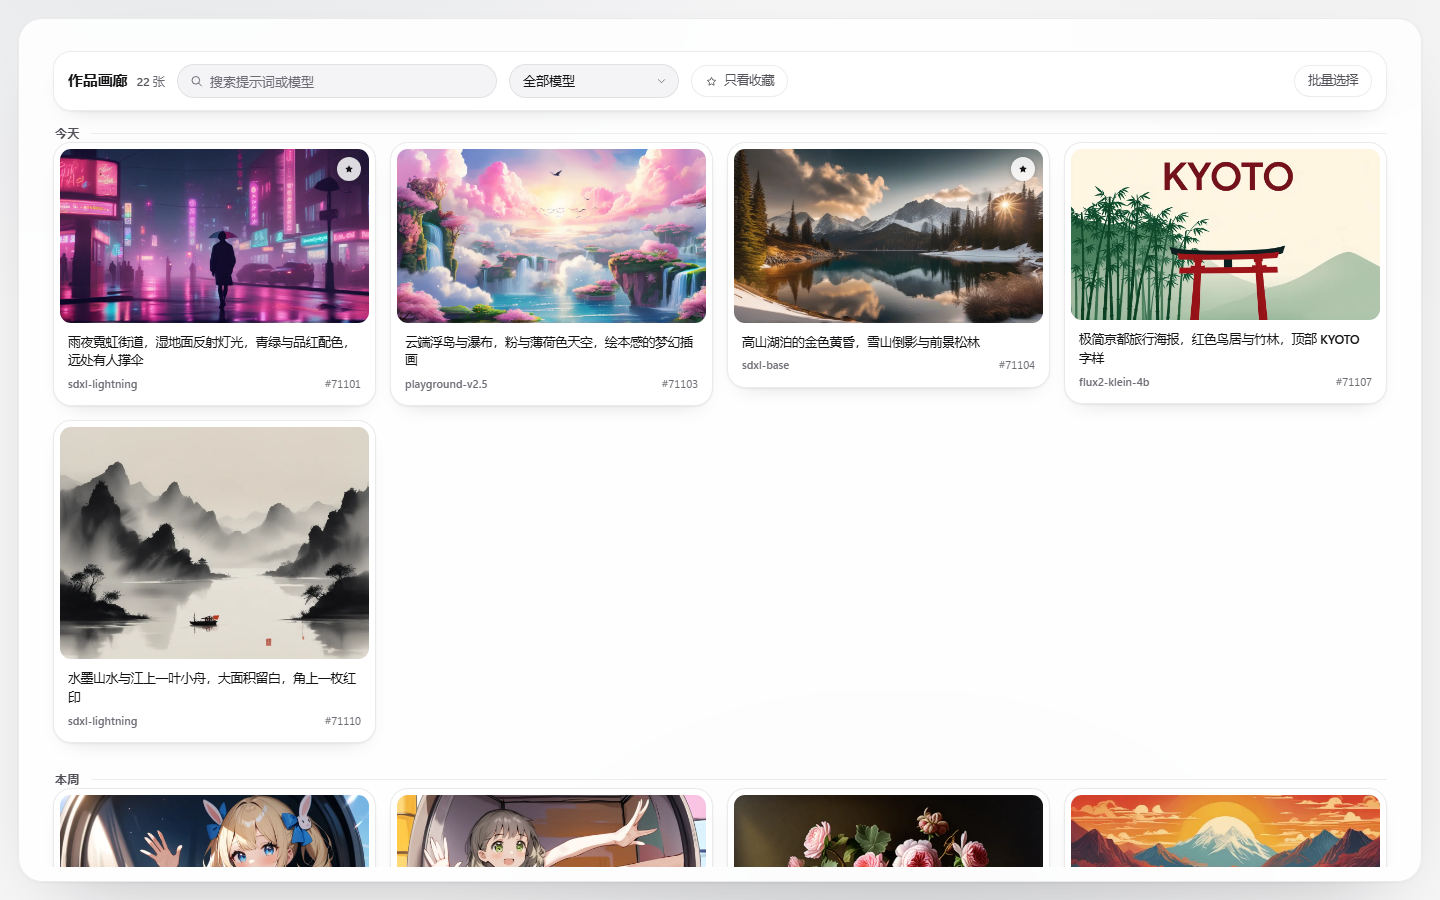 作品画廊 22 张 搜索提示词或模型 全部模型 只看收藏 批量选择
今天
KYOTO
雨夜霓虹街道，湿地面反射灯光，青绿与品红配色，
远处有人撑伞
sdxl-lightning #71101
云端浮岛与瀑布，粉与薄荷色天空，绘本感的梦幻插
画
playground-v2.5 #71103
高山湖泊的金色黄昏，雪山倒影与前景松林
sdxl-base #71104
极简京都旅行海报，红色鸟居与竹林，顶部 KYOTO
字样
flux2-klein-4b #71107
水墨山水与江上一叶小舟，大面积留白，角上一枚红
印
sdxl-lightning #71110
本周